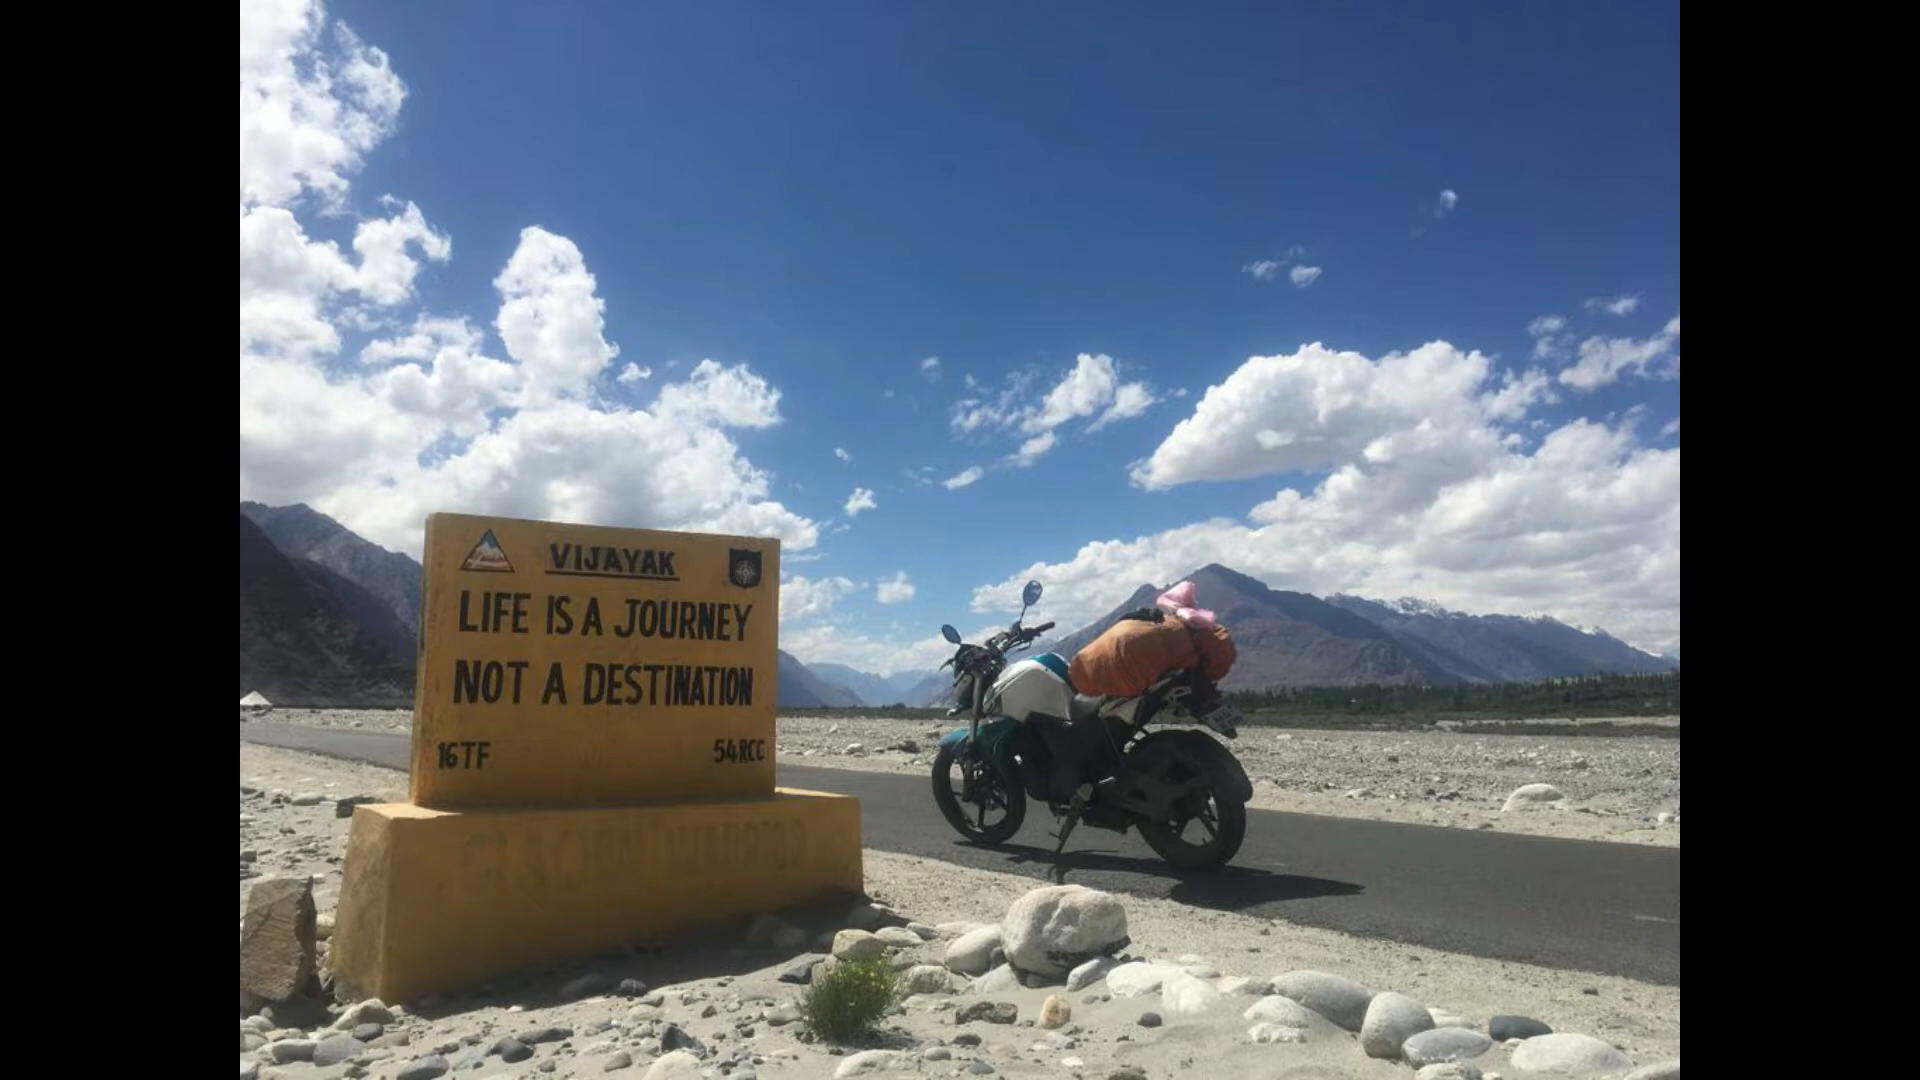 VIJAYAK
LIFE IS A JOURNEY
NOT A DESTINATION
16TF 54RCC